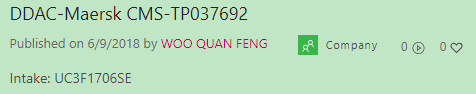 DDAC-Maersk CMS-TP037692
Published on 6/9/2018 by WOO QUAN FENG Company 0 0
Intake: UC3F1706SE